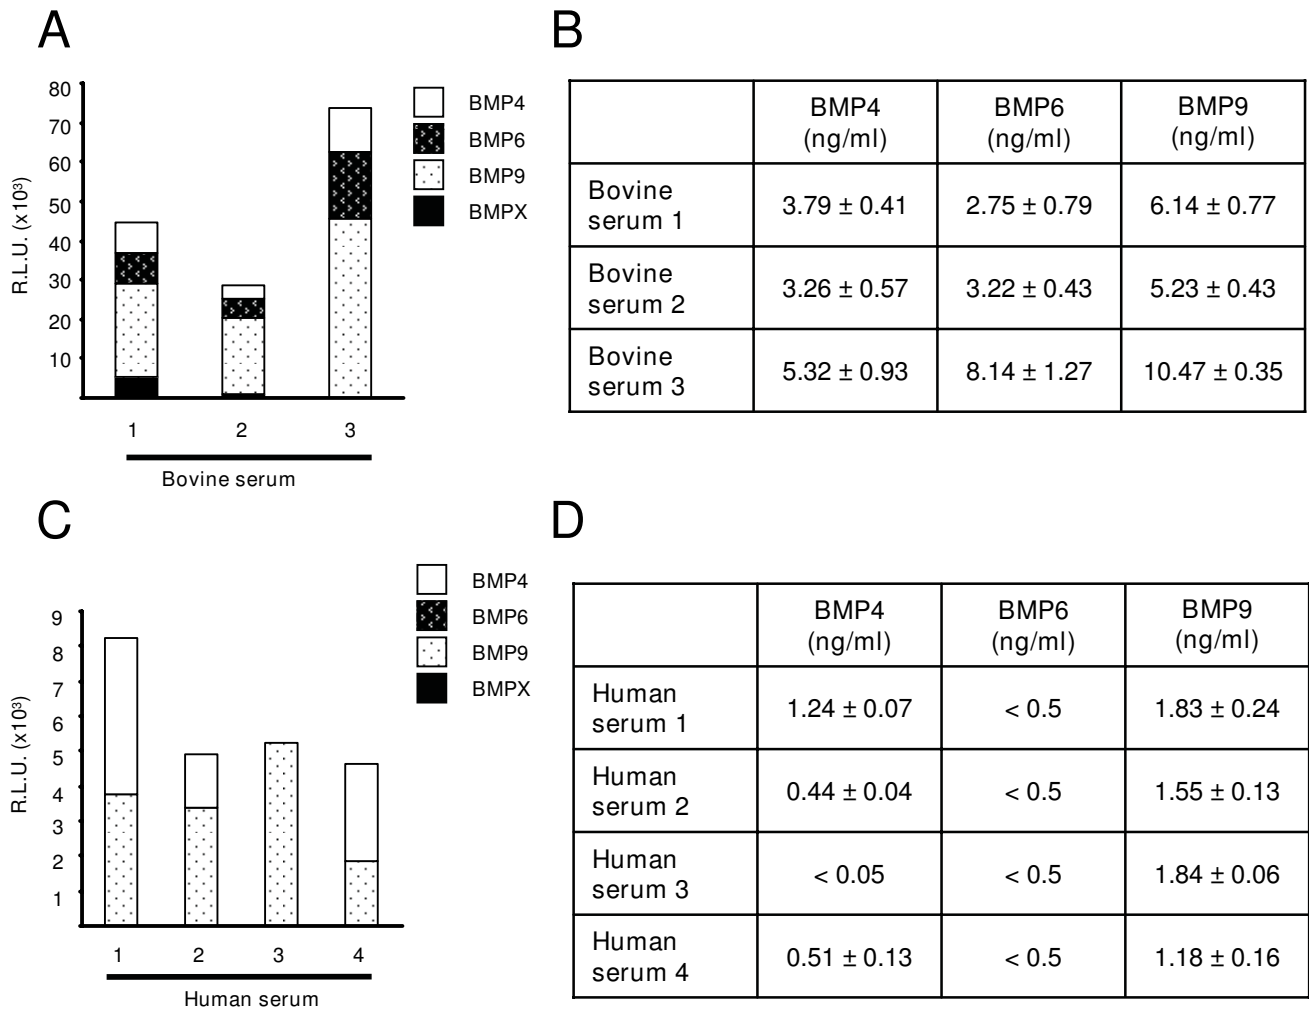 A
80
70
60
50
40
30
20
10
R.L.U. (x10³)
1 2 3
Bovine serum
BMP4
BMP6
BMP9
BMPX
B
BMP4 (ng/ml) BMP6 (ng/ml) BMP9 (ng/ml)
Bovine serum 1 3.79 ± 0.41 2.75 ± 0.79 6.14 ± 0.77
Bovine serum 2 3.26 ± 0.57 3.22 ± 0.43 5.23 ± 0.43
Bovine serum 3 5.32 ± 0.93 8.14 ± 1.27 10.47 ± 0.35
C
9
8
7
6
5
4
3
2
1
R.L.U. (x10³)
1 2 3 4
Human serum
BMP4
BMP6
BMP9
BMPX
D
BMP4 (ng/ml) BMP6 (ng/ml) BMP9 (ng/ml)
Human serum 1 1.24 ± 0.07 < 0.5 1.83 ± 0.24
Human serum 2 0.44 ± 0.04 < 0.5 1.55 ± 0.13
Human serum 3 < 0.05 < 0.5 1.84 ± 0.06
Human serum 4 0.51 ± 0.13 < 0.5 1.18 ± 0.16